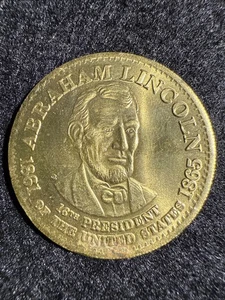 1861 ABRAHAM LINCOLN 1865
16TH PRESIDENT
OF THE UNITED STATES